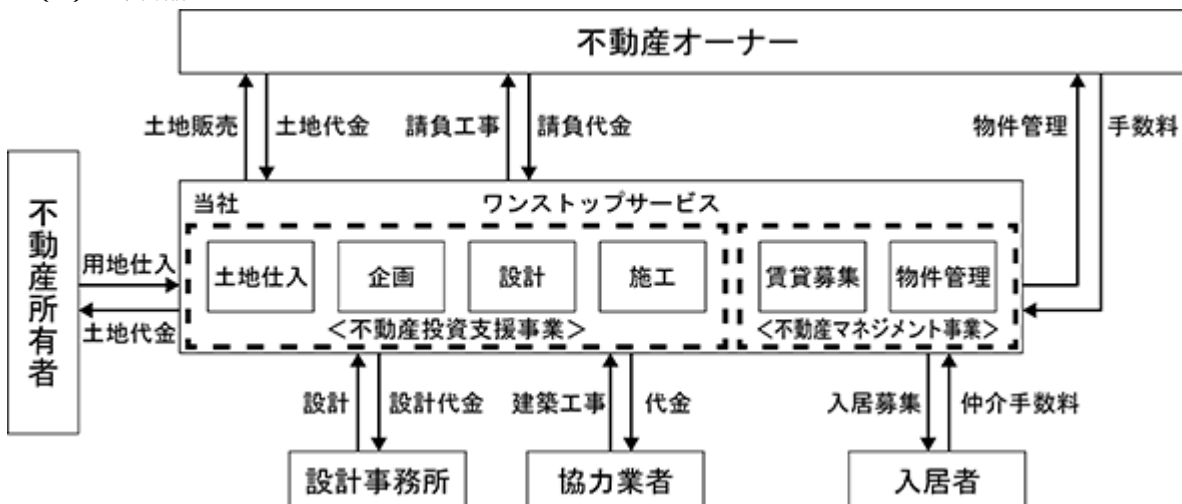 不動産オーナー
土地販売
土地代金
請負工事
請負代金
物件管理
手数料
不動産所有者
用地仕入
土地代金
当社
ワンストップサービス
土地仕入
企画
設計
施工
<不動産投資支援事業>
賃貸募集
物件管理
<不動産マネジメント事業>
設計
設計代金
建築工事
代金
入居募集
仲介手数料
設計事務所
協力業者
入居者